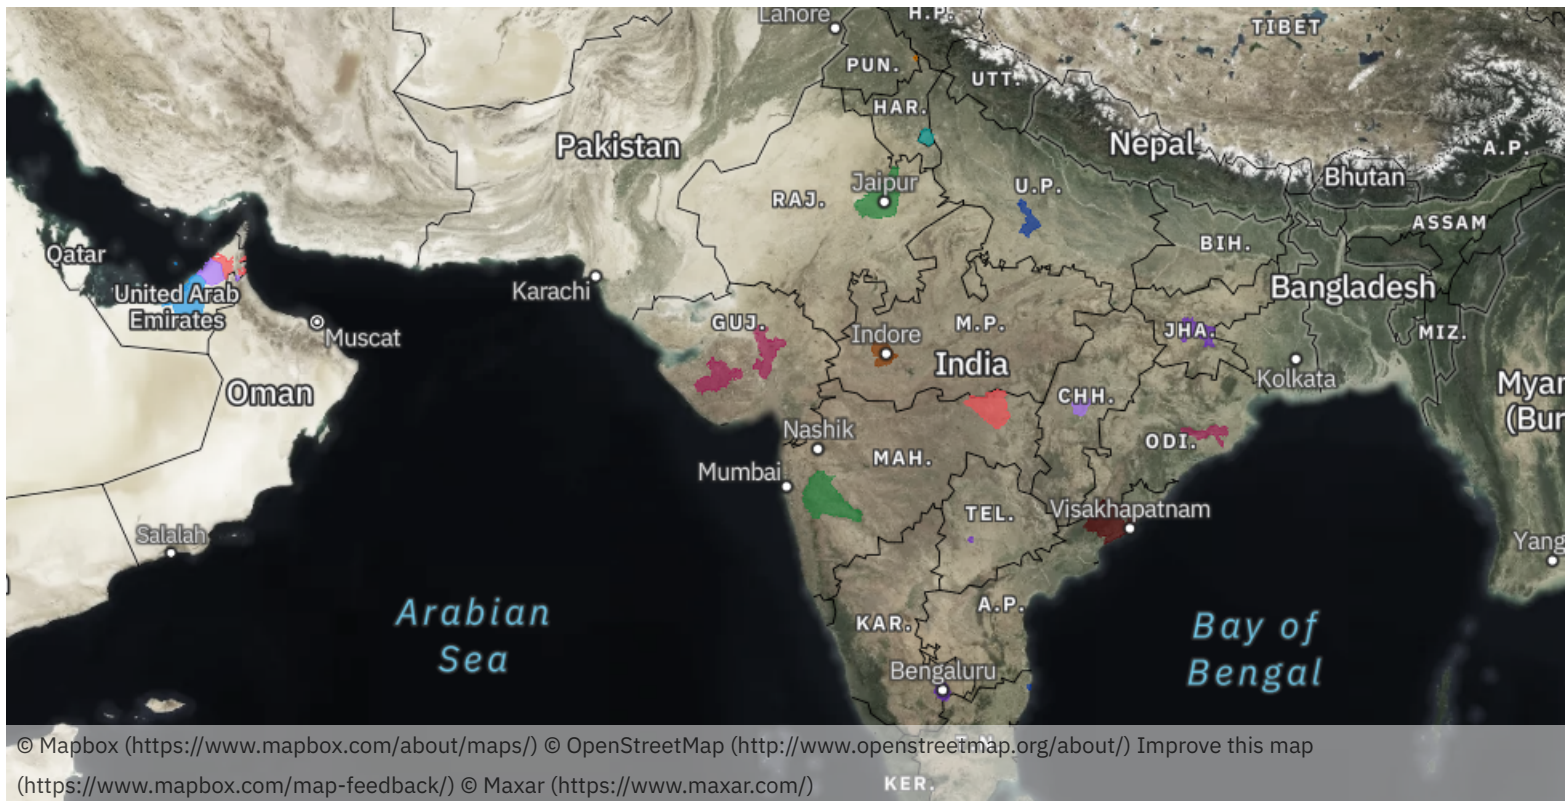 Lahore
H.P.
TIBET
PUN.
UTT.
HAR.
Pakistan
Nepal
A.P.
Bhutan
Jaipur
U.P.
RAJ.
ASSAM
BIH.
Qatar
Karachi
Bangladesh
United Arab
Emirates
Muscat
GUJ.
M.P.
JHA.
MIZ.
Indore
India
Kolkata
Oman
CHH.
Myar
(Bur
Nashik
ODI.
MAH.
Mumbai
Visakhapatnam
TEL.
Salalah
Yang
Arabian
Sea
A.P.
KAR.
Bay of
Bengal
Bengaluru
T.N.
© Mapbox (https://www.mapbox.com/about/maps/) © OpenStreetMap (http://www.openstreetmap.org/about/) Improve this map
(https://www.mapbox.com/map-feedback/) © Maxar (https://www.maxar.com/)
KER.